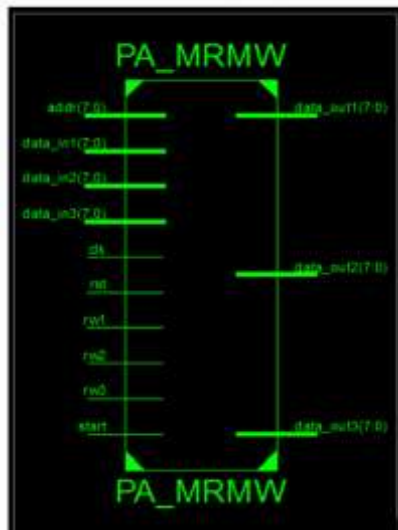 PA_MRMW
addr(7:0)
data_out1(7:0)
data_in1(7:0)
data_in2(7:0)
data_in3(7:0)
clk
data_out2(7:0)
rst
rw1
rw2
rw3
start
data_out3(7:0)
PA_MRMW